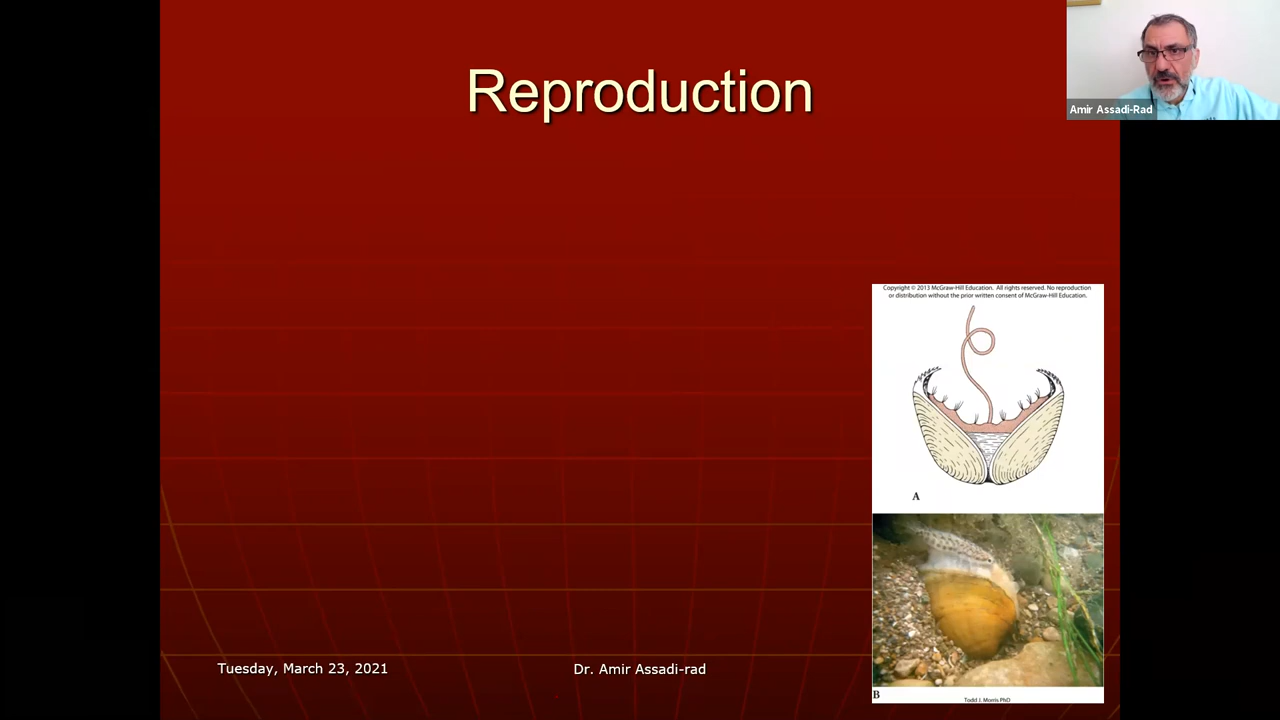 Reproduction
Amir Assadi-Rad
Copyright © 2013 McGraw-Hill Education. All rights reserved. No reproduction
or distribution without the prior written consent of McGraw-Hill Education.
A
B
Todd J. Morris PhD
Tuesday, March 23, 2021
Dr. Amir Assadi-rad